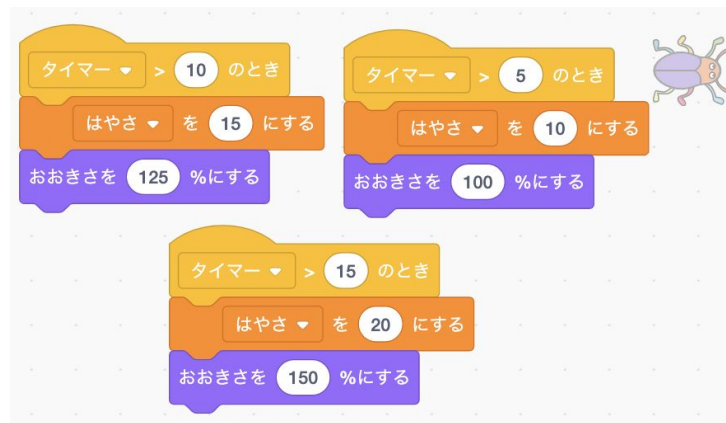 タイマー > 10 のとき
はやさ を 15 にする
おおきさを 125 %にする
タイマー > 5 のとき
はやさ を 10 にする
おおきさを 100 %にする
タイマー > 15 のとき
はやさ を 20 にする
おおきさを 150 %にする